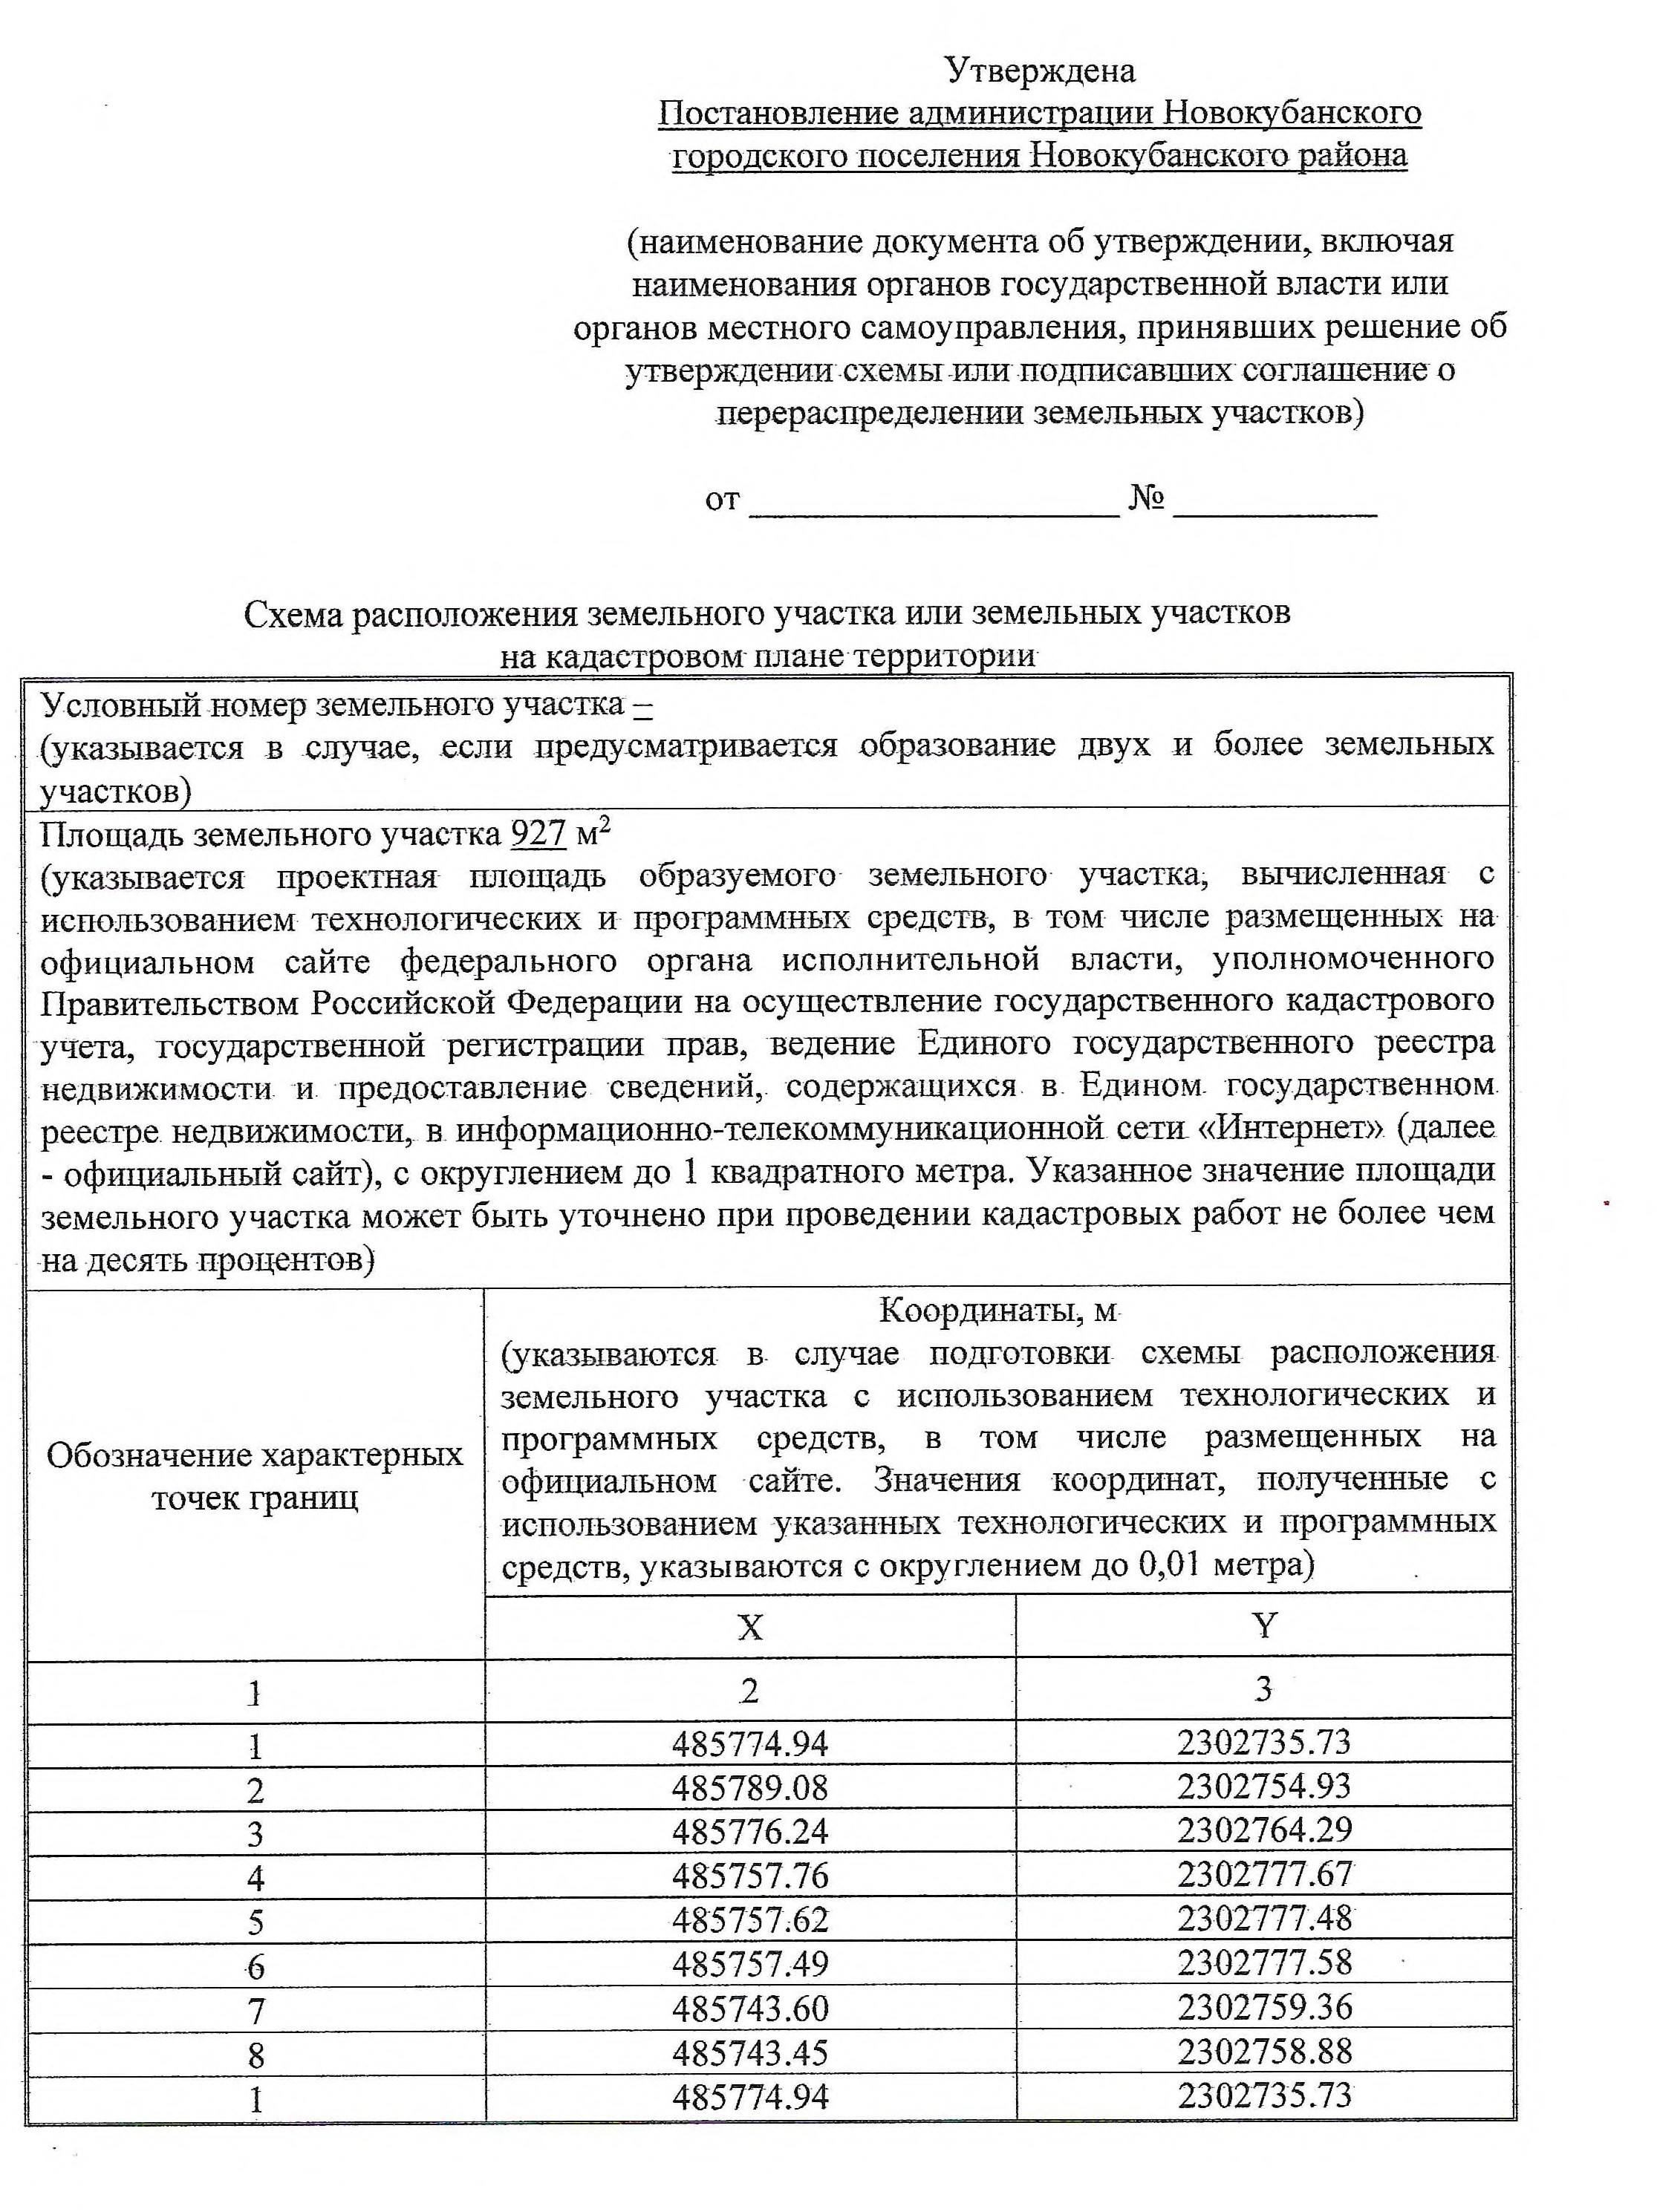 Утверждена
Постановление администрации Новокубанского
городского поселения Новокубанского района
(наименование документа об утверждении, включая
наименования органов государственной власти или
органов местного самоуправления, принявших решение об
утверждении схемы или подписавших соглашение о
перераспределении земельных участков)
от ____________________ № ___________
Схема расположения земельного участка или земельных участков
на кадастровом плане территории
Условный номер земельного участка –
(указывается в случае, если предусматривается образование двух и более земельных
участков)
Площадь земельного участка 927 м²
(указывается проектная площадь образуемого земельного участка, вычисленная с
использованием технологических и программных средств, в том числе размещенных на
официальном сайте федерального органа исполнительной власти, уполномоченного
Правительством Российской Федерации на осуществление государственного кадастрового
учета, государственной регистрации прав, ведение Единого государственного реестра
недвижимости и предоставление сведений, содержащихся в Едином государственном
реестре недвижимости, в информационно-телекоммуникационной сети «Интернет» (далее
- официальный сайт), с округлением до 1 квадратного метра. Указанное значение площади
земельного участка может быть уточнено при проведении кадастровых работ не более чем
на десять процентов)
Обозначение характерных
точек границ
Координаты, м
(указываются в случае подготовки схемы расположения
земельного участка с использованием технологических и
программных средств, в том числе размещенных на
официальном сайте. Значения координат, полученные с
использованием указанных технологических и программных
средств, указываются с округлением до 0,01 метра)
X Y
1 2 3
1 485774.94 2302735.73
2 485789.08 2302754.93
3 485776.24 2302764.29
4 485757.76 2302777.67
5 485757.62 2302777.48
6 485757.49 2302777.58
7 485743.60 2302759.36
8 485743.45 2302758.88
1 485774.94 2302735.73